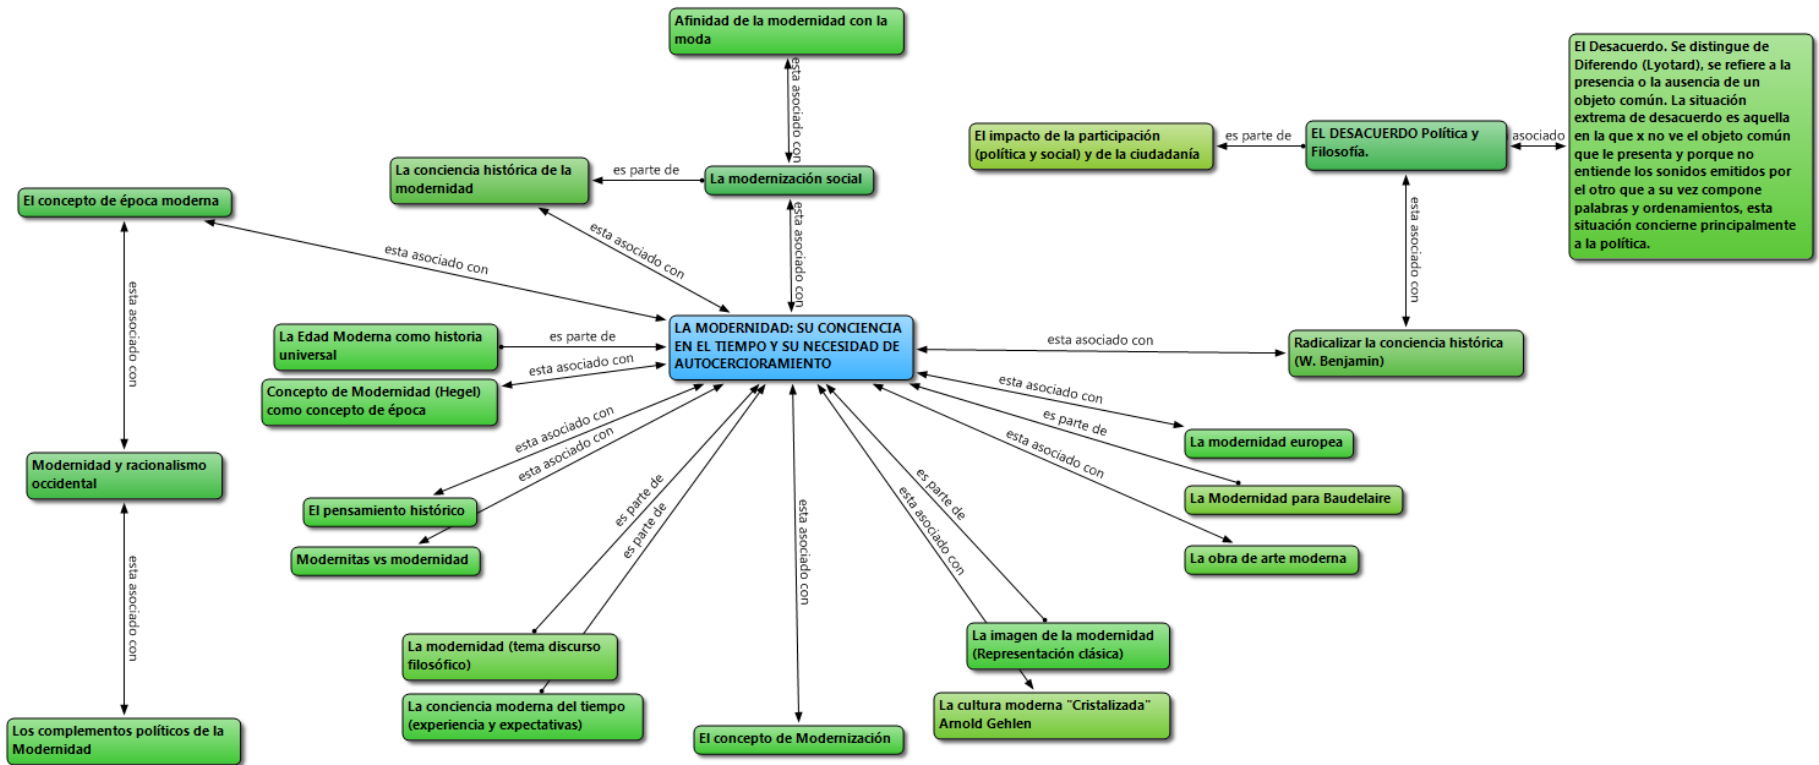 Afinidad de la modernidad con la
moda
esta asociado con
El Desacuerdo. Se distingue de
Diferendo (Lyotard), se refiere a la
presencia o la ausencia de un
objeto común. La situación
extrema de desacuerdo es aquella
en la que x no ve el objeto común
que le presenta y porque no
entiende los sonidos emitidos por
el otro que a su vez compone
palabras y ordenamientos, esta
situación concierne principalmente
a la política.
El impacto de la participación
(política y social) y de la ciudadanía
es parte de
EL DESACUERDO Política y
Filosofía.
asociado
La conciencia histórica de la
modernidad
es parte de
La modernización social
El concepto de época moderna
esta asociado con
esta asociado con
esta asociado con
esta asociado con
esta asociado con
La Edad Moderna como historia
universal
es parte de
LA MODERNIDAD: SU CONCIENCIA
EN EL TIEMPO Y SU NECESIDAD DE
AUTOCERCIORAMIENTO
esta asociado con
Radicalizar la conciencia histórica
(W. Benjamin)
Concepto de Modernidad (Hegel)
como concepto de época
esta asociado con
esta asociado con
La modernidad europea
es parte de
La Modernidad para Baudelaire
esta asociado con
La obra de arte moderna
Modernidad y racionalismo
occidental
esta asociado con
El pensamiento histórico
esta asociado con
Modernitas vs modernidad
esta asociado con
es parte de
es parte de
esta asociado con
esta asociado con
es parte de
La modernidad (tema discurso
filosófico)
La imagen de la modernidad
(Representación clásica)
La conciencia moderna del tiempo
(experiencia y expectativas)
La cultura moderna "Cristalizada"
Arnold Gehlen
Los complementos políticos de la
Modernidad
El concepto de Modernización